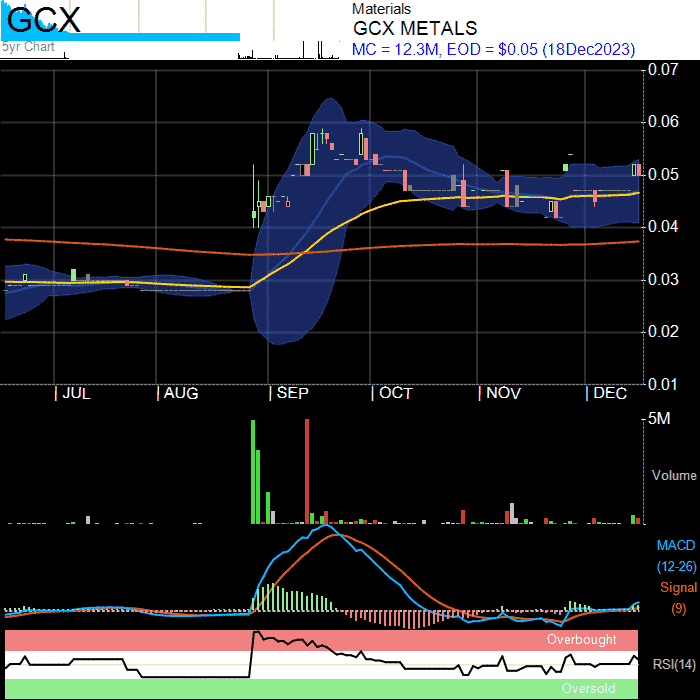 GCX
5yr Chart
Materials
GCX METALS
MC = 12.3M, EOD = $0.05 (18Dec2023)
0.07
0.06
0.05
0.04
0.03
0.02
0.01
| JUL | AUG | SEP | OCT | NOV | DEC
5M
Volume
MACD
(12-26)
Signal
(9)
Overbought
RSI(14)
Oversold